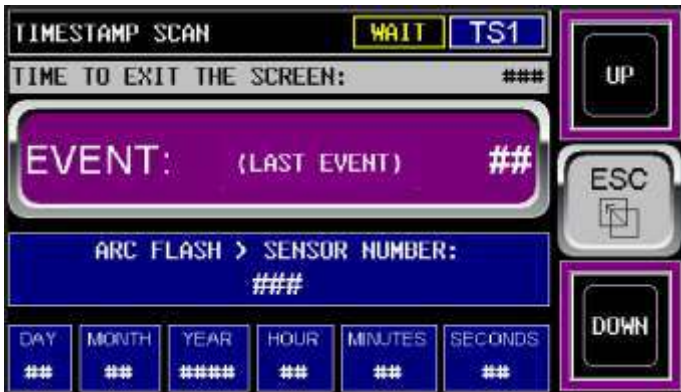 TIMESTAMP SCAN WAIT TS1
TIME TO EXIT THE SCREEN: ###
UP
EVENT: (LAST EVENT) ##
ESC
ARC FLASH > SENSOR NUMBER:
###
DOWN
DAY MONTH YEAR HOUR MINUTES SECONDS
## ## #### ## ## ##